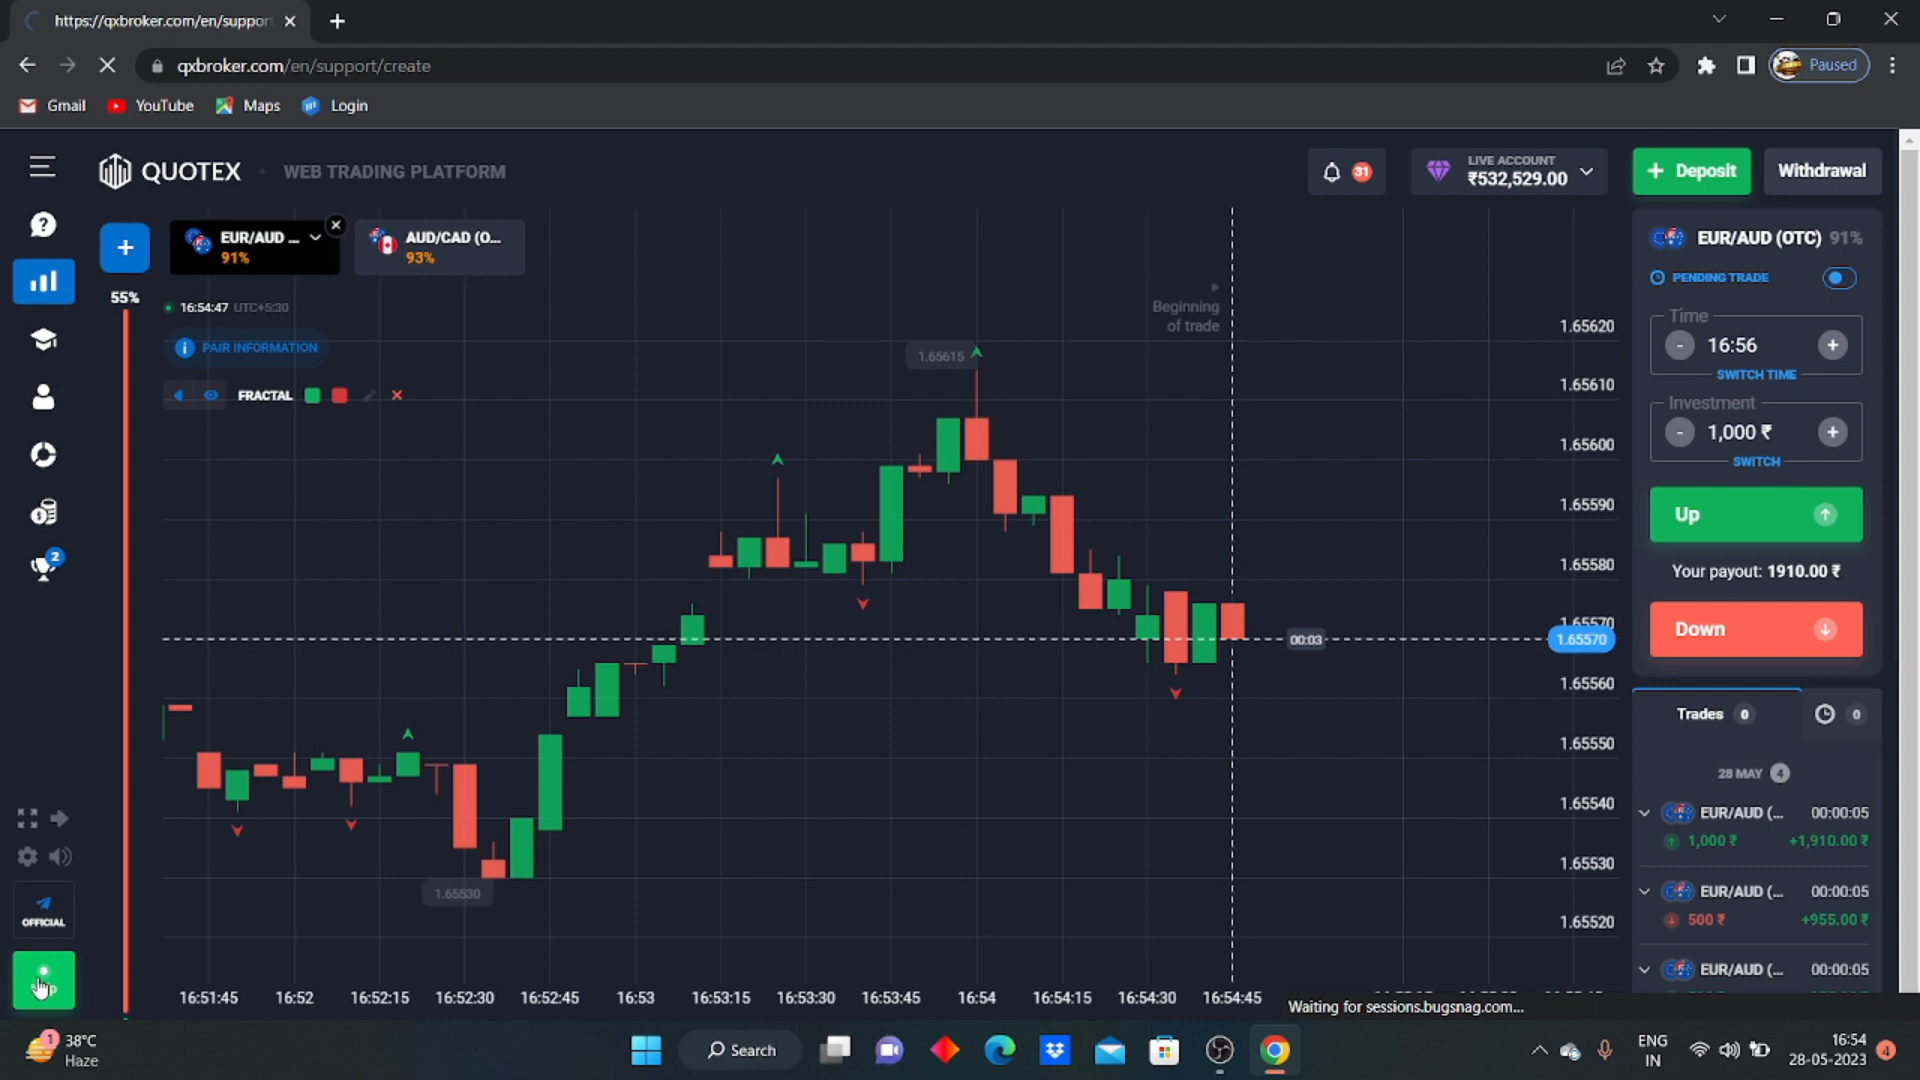 https://qxbroker.com/en/suppor
qxbroker.com/en/support/create
Paused
Gmail
YouTube
Maps
Login
QUOTEX
WEB TRADING PLATFORM
31
LIVE ACCOUNT
₹532,529.00
+ Deposit
Withdrawal
EUR/AUD ...
91%
AUD/CAD (O...
93%
EUR/AUD (OTC) 91%
PENDING TRADE
55%
16:54:47 UTC+5:30
Beginning
of trade
PAIR INFORMATION
FRACTAL
1.65615
1.65530
00:03
1.65620
1.65610
1.65600
1.65590
1.65580
1.65570
1.65570
1.65560
1.65550
1.65540
1.65530
1.65520
Time
- 16:56 +
SWITCH TIME
Investment
- 1,000 ₹ +
SWITCH
Up
Your payout: 1910.00 ₹
Down
Trades 0
0
28 MAY 4
EUR/AUD (... 00:00:05
1,000 ₹ +1,910.00 ₹
EUR/AUD (... 00:00:05
500 ₹ +955.00 ₹
EUR/AUD (... 00:00:05
2
OFFICIAL
16:51:45
16:52
16:52:15
16:52:30
16:52:45
16:53
16:53:15
16:53:30
16:53:45
16:54
16:54:15
16:54:30
16:54:45
Waiting for sessions.bugsnag.com...
1
38°C
Haze
Search
ENG
IN
16:54
28-05-2023
4